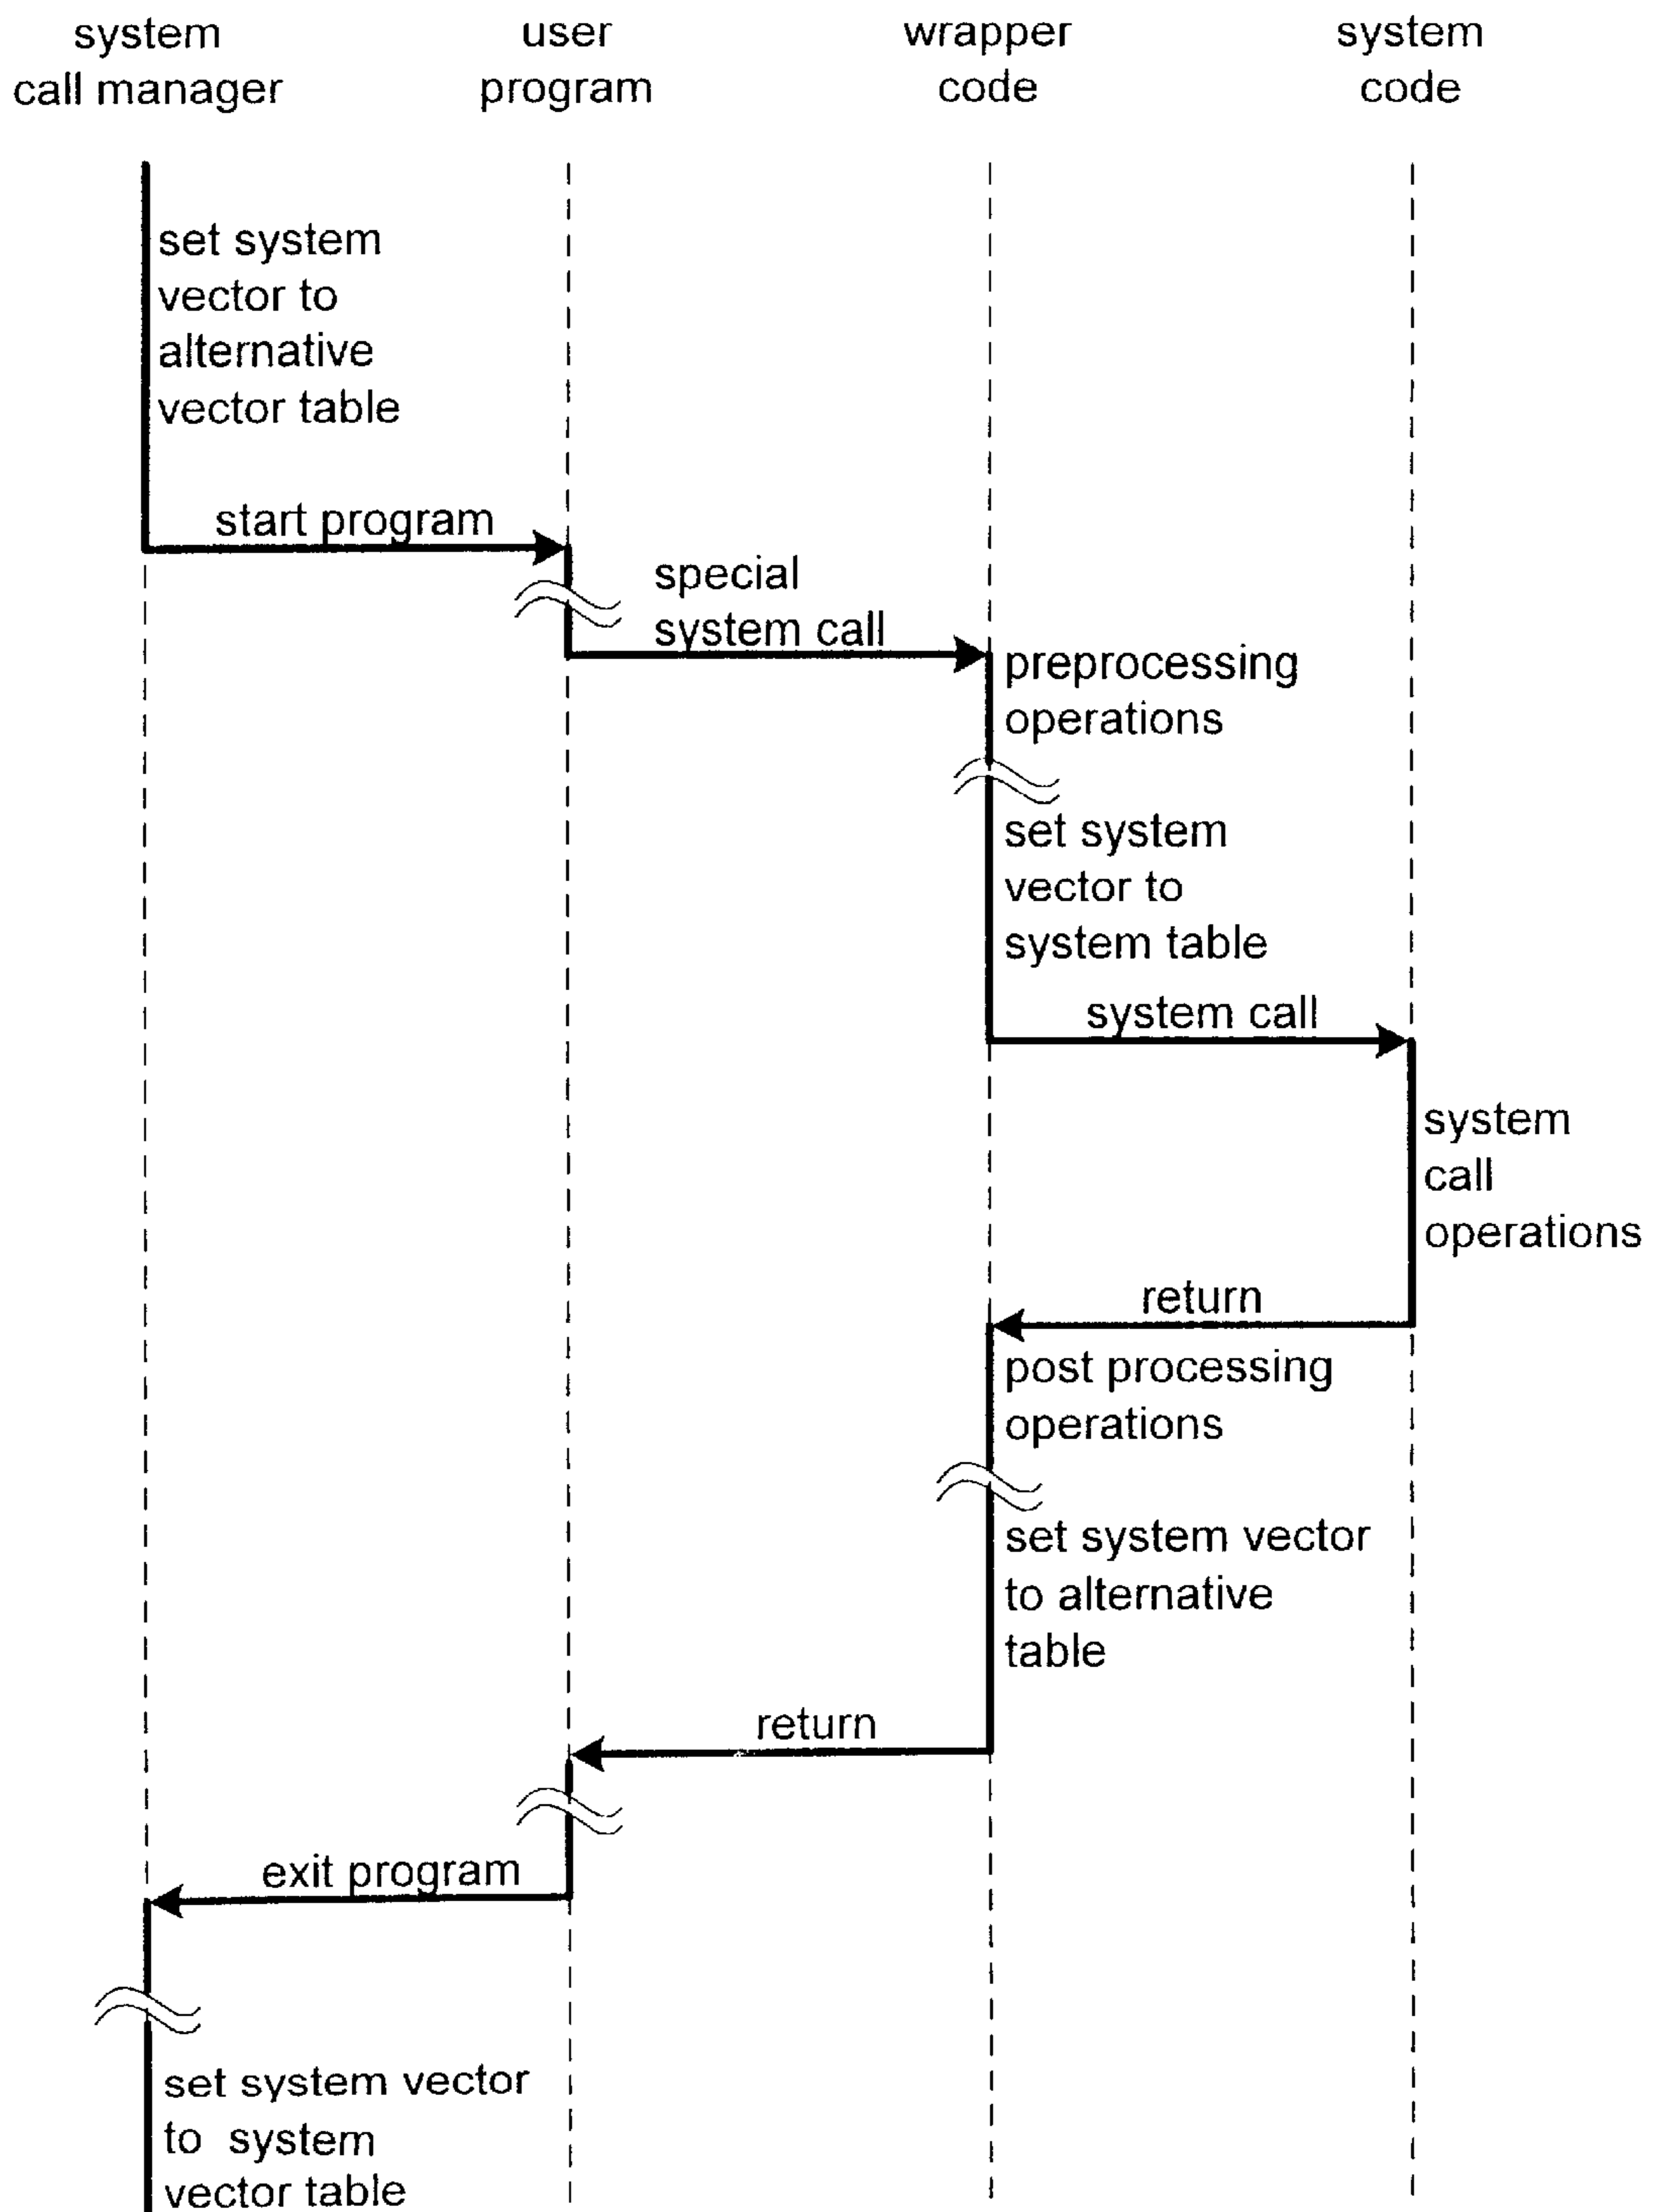 system
call manager
user
program
wrapper
code
system
code
set system
vector to
alternative
vector table
start program
special
system call
preprocessing
operations
set system
vector to
system table
system call
system
call
operations
return
post processing
operations
set system vector
to alternative
table
return
exit program
set system vector
to system
vector table